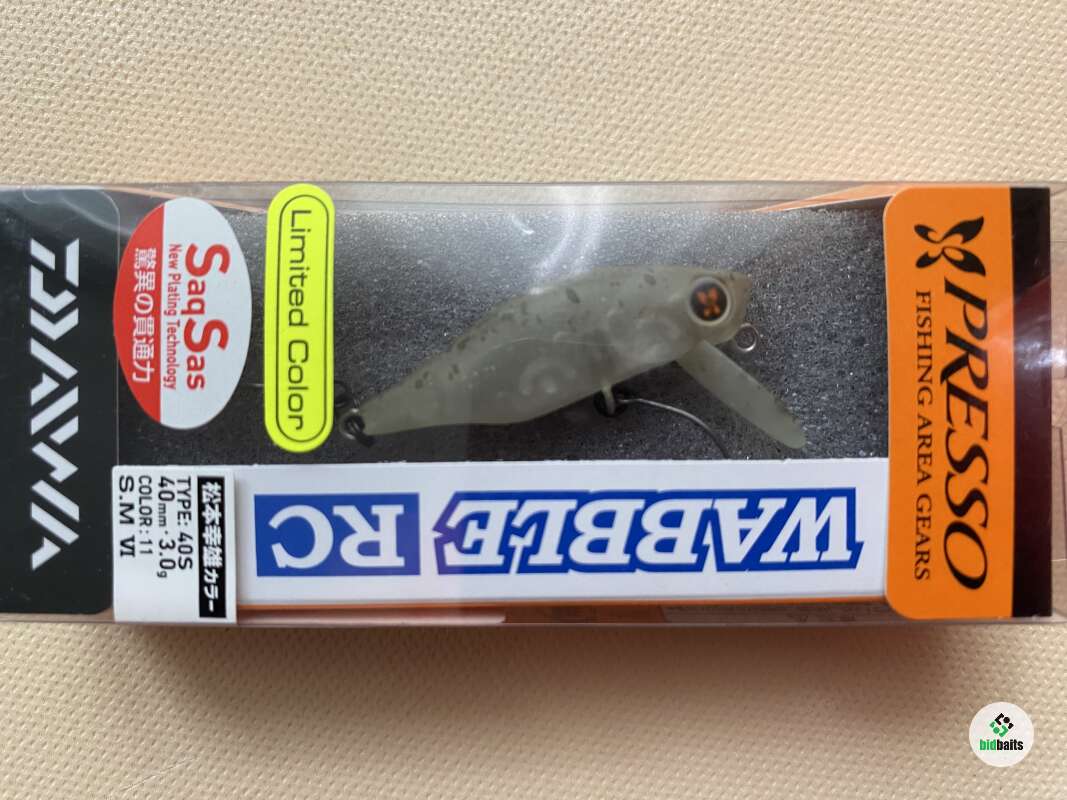 DAIWA
SaqSas
New Plating Technology
驚異の貫通力
Limited Color
松本幸雄カラー
TYPE: 40S
40mm・3.0g
COLOR: 11
S.M VI
WABBLE RC
PRESSO
FISHING AREA GEARS
bidbaits